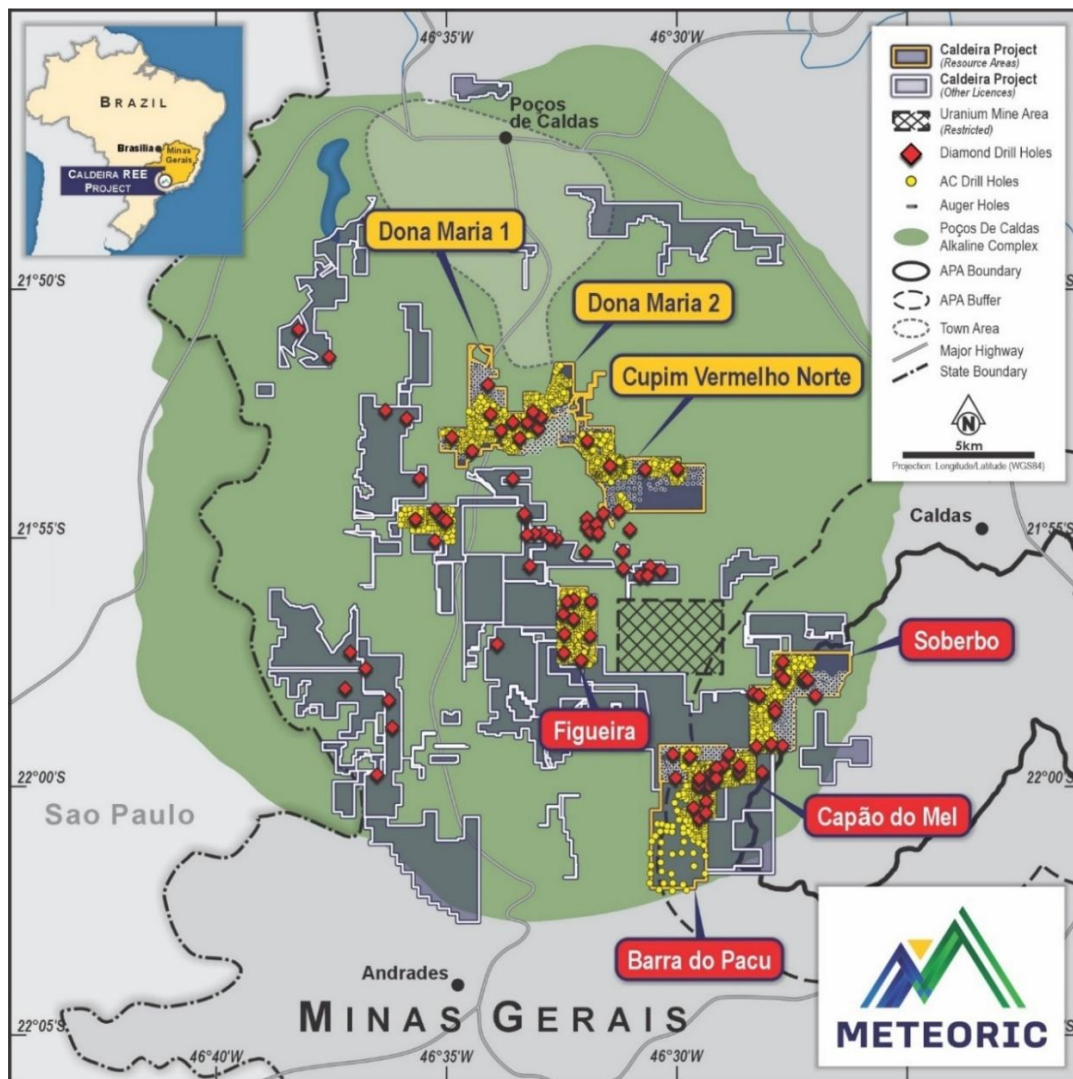 46°35'W
46°30'W
BRAZIL
Brasília
Minas
Gerais
CALDEIRA REE
PROJECT
Poços
de Caldas
Caldeira Project
(Resource Areas)
Caldeira Project
(Other Licences)
Uranium Mine Area
(Restricted)
Diamond Drill Holes
AC Drill Holes
Auger Holes
Poços De Caldas
Alkaline Complex
APA Boundary
APA Buffer
Town Area
Major Highway
State Boundary
N
5km
Projection: Longitude/Latitude (WGS84)
Dona Maria 1
21°50'S
21°50'S
Dona Maria 2
Cupim Vermelho Norte
21°55'S
Caldas
21°55'S
Soberbo
Figueira
22°00'S
22°00'S
Sao Paulo
Capão do Mel
Barra do Pacu
Andrades
MINAS GERAIS
METEORIC
22°05'S
46°40'W
46°35'W
46°30'W